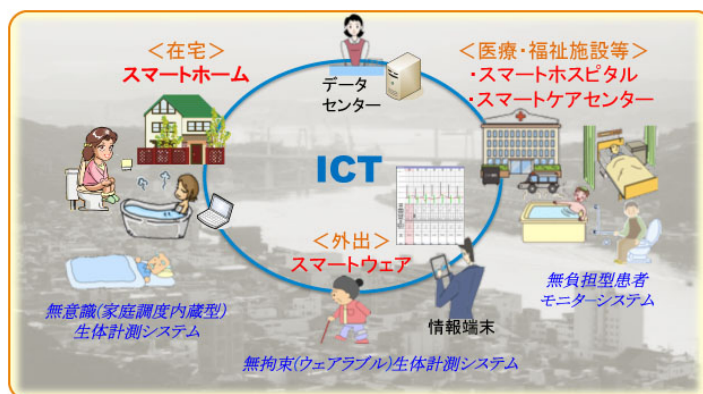 <在宅>
スマートホーム
データ
センター
<医療・福祉施設等>
・スマートホスピタル
・スマートケアセンター
ICT
<外出>
スマートウェア
情報端末
無意識(家庭調度内蔵型)
生体計測システム
無拘束(ウェアラブル)生体計測システム
無負担型患者
モニターシステム